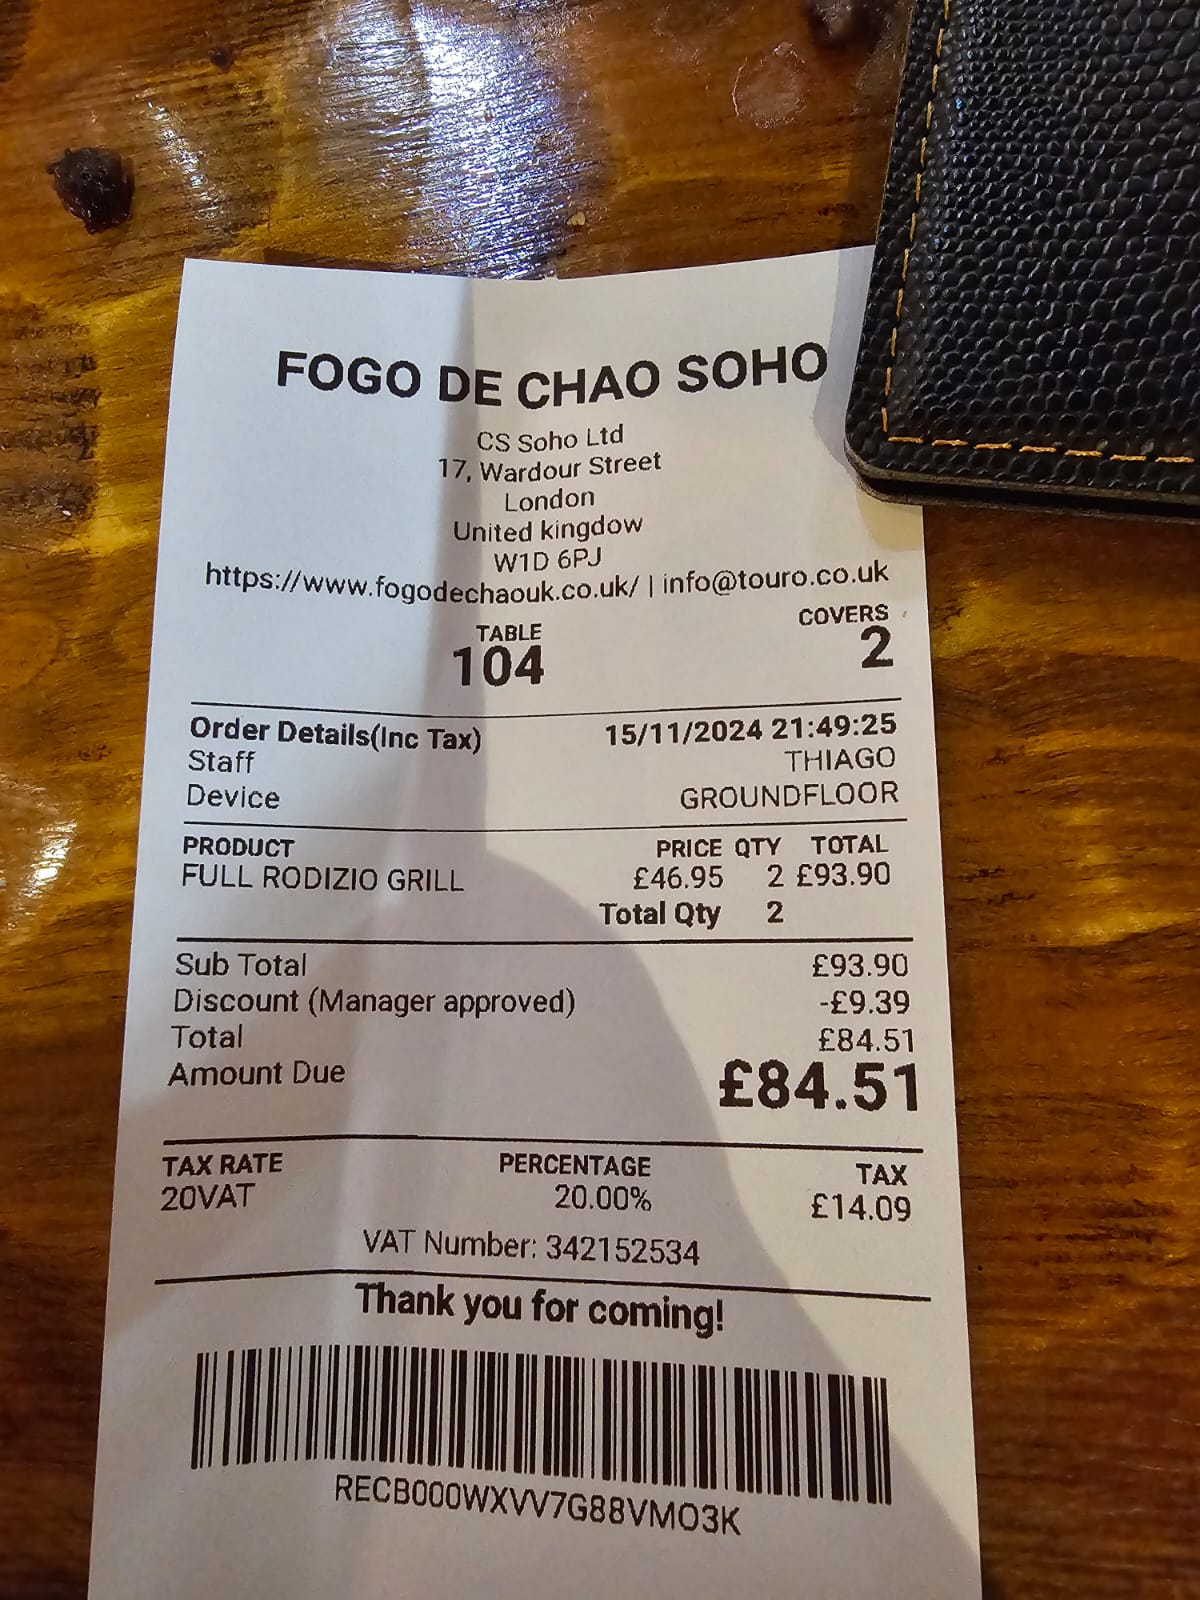 FOGO DE CHAO SOHO
CS Soho Ltd
17, Wardour Street
London
United kingdow
W1D 6PJ
https://www.fogodechaouk.co.uk/ | info@touro.co.uk
TABLE COVERS
104 2
Order Details(Inc Tax) 15/11/2024 21:49:25
Staff THIAGO
Device GROUNDFLOOR
PRODUCT PRICE QTY TOTAL
FULL RODIZIO GRILL £46.95 2 £93.90
Total Qty 2
Sub Total £93.90
Discount (Manager approved) -£9.39
Total £84.51
Amount Due £84.51
TAX RATE PERCENTAGE TAX
20VAT 20.00% £14.09
VAT Number: 342152534
Thank you for coming!
RECB000WXVV7G88VMO3K